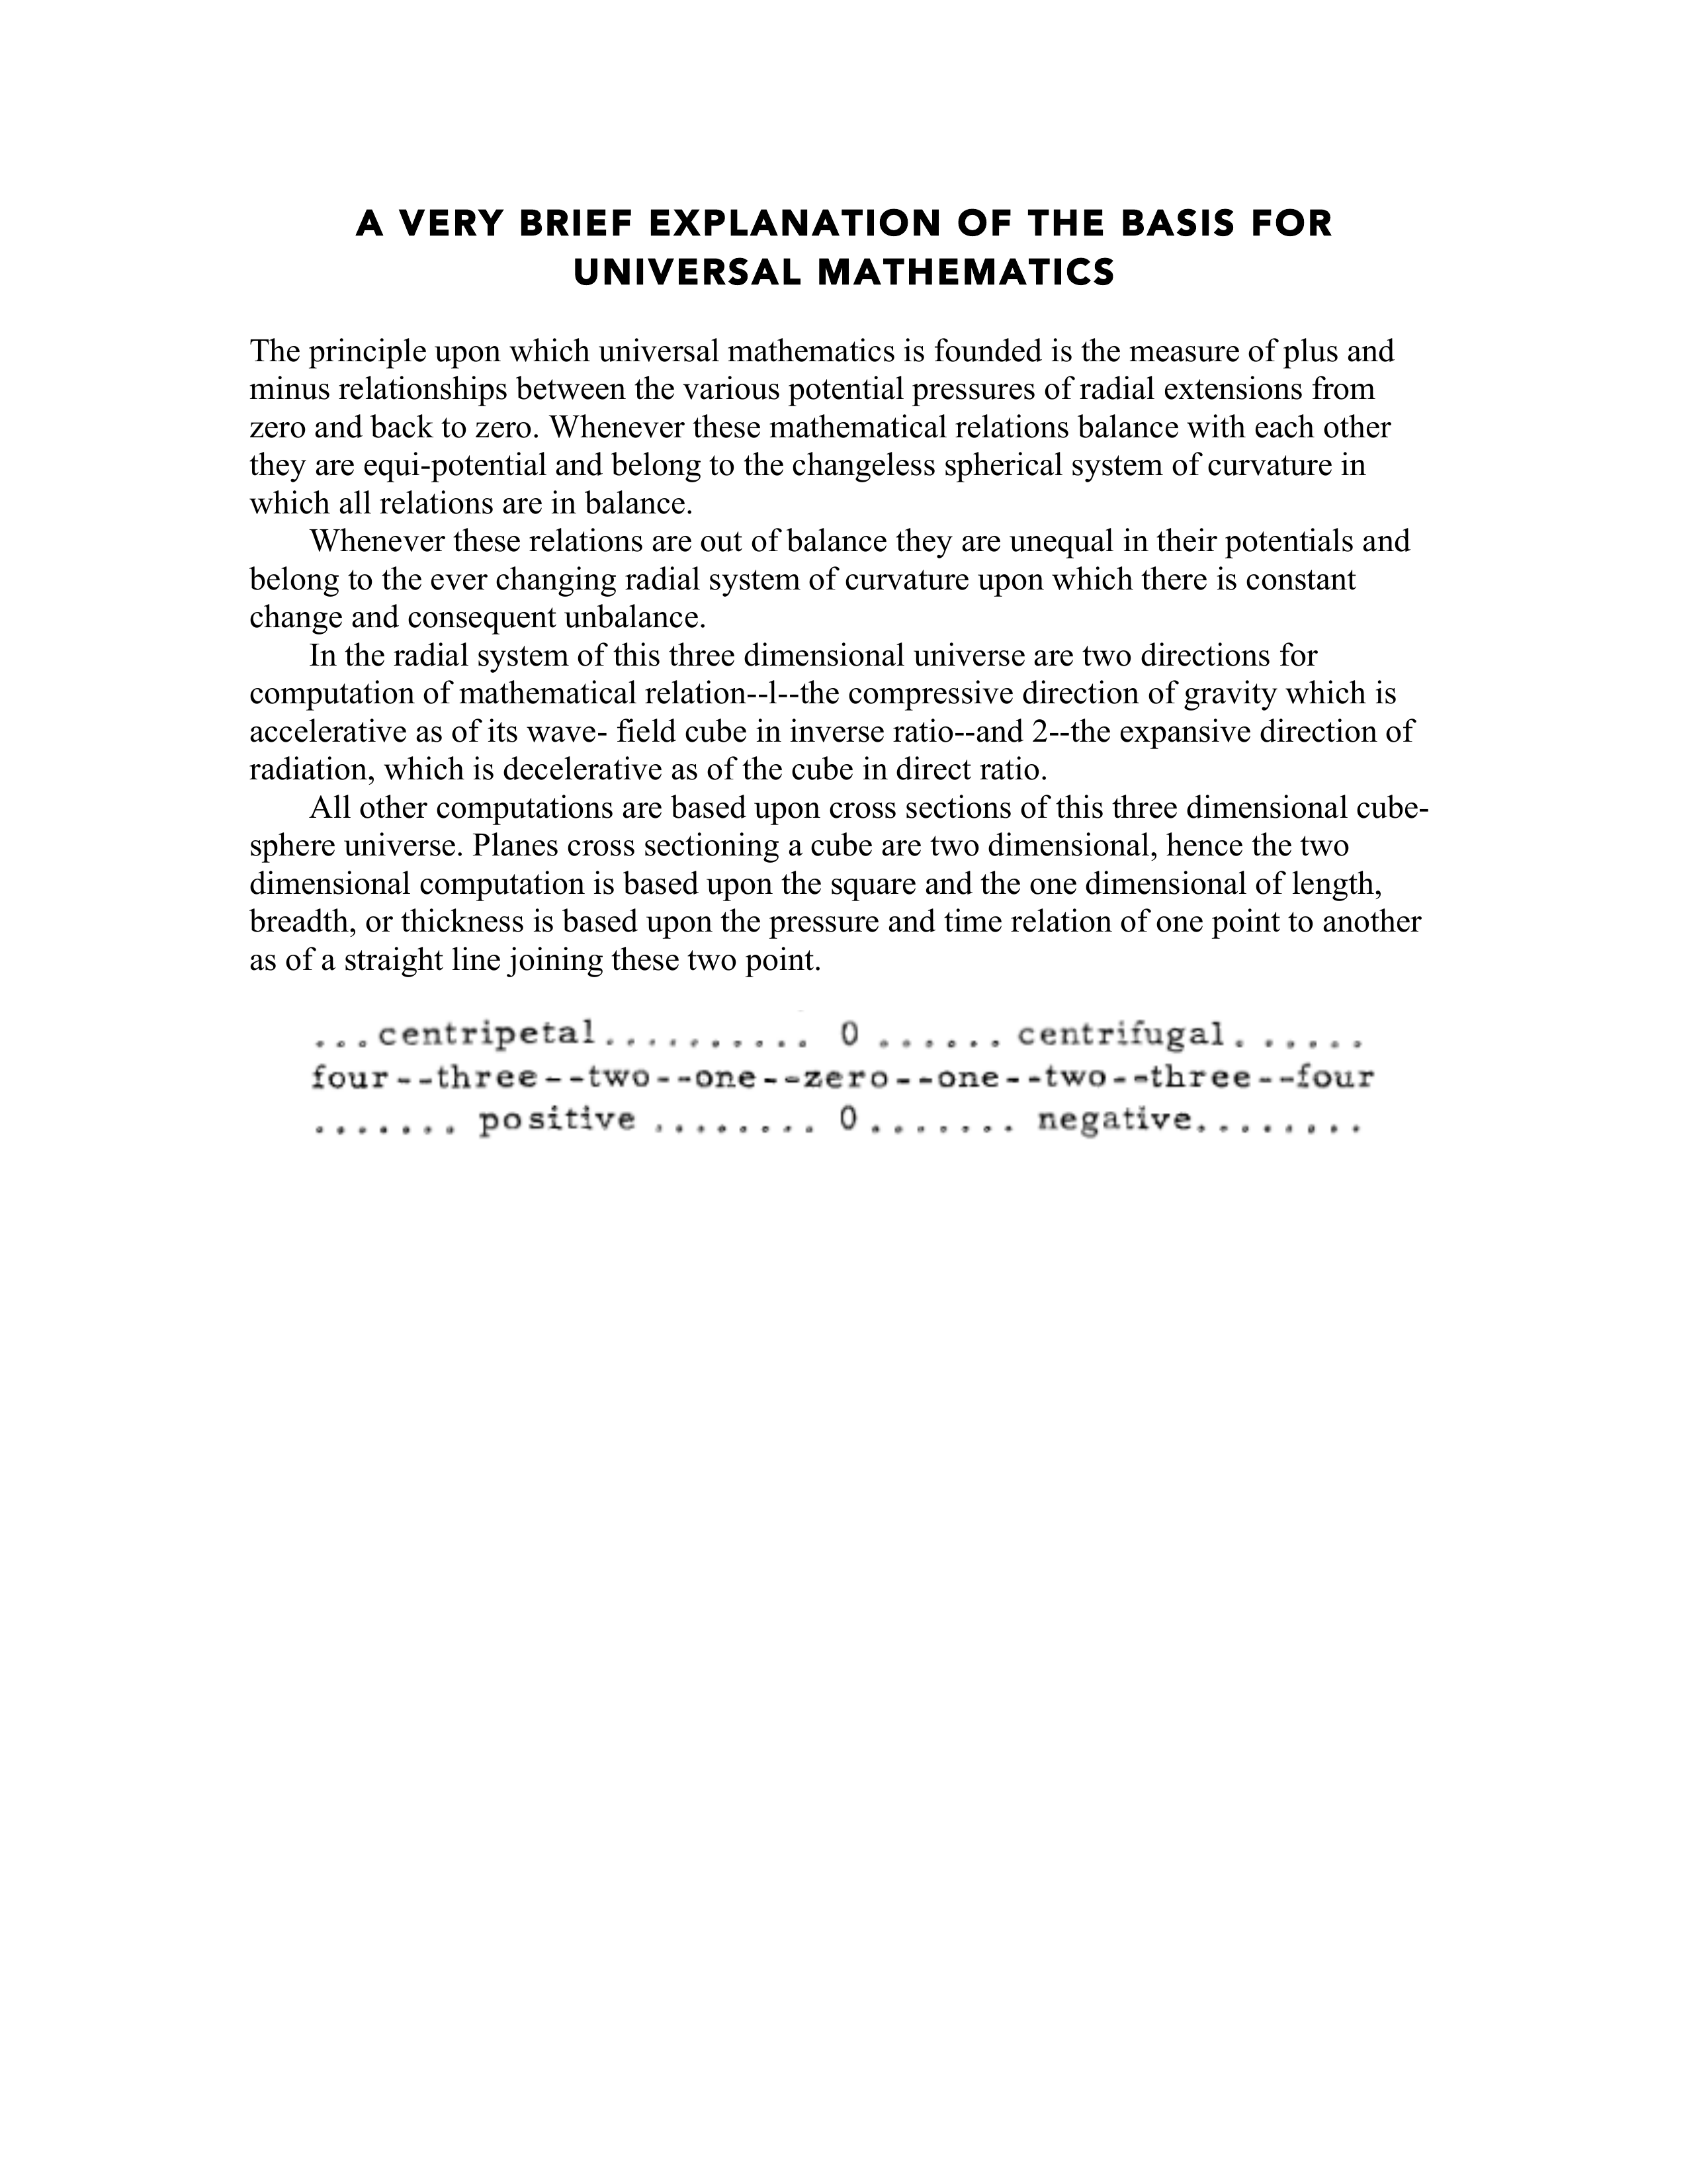 A VERY BRIEF EXPLANATION OF THE BASIS FOR
UNIVERSAL MATHEMATICS
The principle upon which universal mathematics is founded is the measure of plus and
minus relationships between the various potential pressures of radial extensions from
zero and back to zero. Whenever these mathematical relations balance with each other
they are equi-potential and belong to the changeless spherical system of curvature in
which all relations are in balance.
Whenever these relations are out of balance they are unequal in their potentials and
belong to the ever changing radial system of curvature upon which there is constant
change and consequent unbalance.
In the radial system of this three dimensional universe are two directions for
computation of mathematical relation--l--the compressive direction of gravity which is
accelerative as of its wave- field cube in inverse ratio--and 2--the expansive direction of
radiation, which is decelerative as of the cube in direct ratio.
All other computations are based upon cross sections of this three dimensional cube-
sphere universe. Planes cross sectioning a cube are two dimensional, hence the two
dimensional computation is based upon the square and the one dimensional of length,
breadth, or thickness is based upon the pressure and time relation of one point to another
as of a straight line joining these two point.
...centripetal.......... 0 ...... centrifugal. .....
four--three--two--one--zero--one--two--three--four
....... positive ........ 0....... negative........